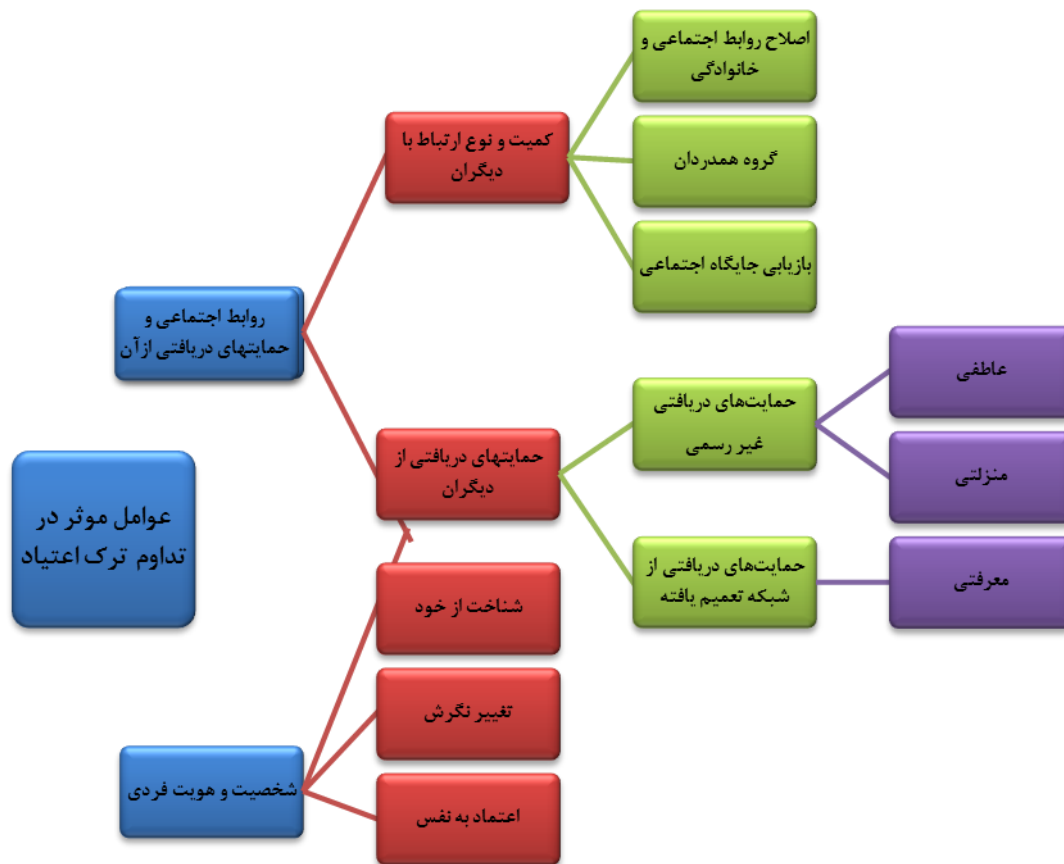 اصلاح روابط اجتماعی و
خانوادگی
کمیت و نوع ارتباط با
دیگران
گروه همدردان
بازیابی جایگاه اجتماعی
روابط اجتماعی و
حمایتهای دریافتی ازآن
عاطفی
حمایت‌های دریافتی
غیر رسمی
منزلتی
حمایتهای دریافتی از
دیگران
عوامل موثر در
تداوم ترک اعتیاد
حمایت‌های دریافتی از
شبکه تعمیم یافته
معرفتی
شناخت از خود
تغییر نگرش
شخصیت و هویت فردی
اعتماد به نفس